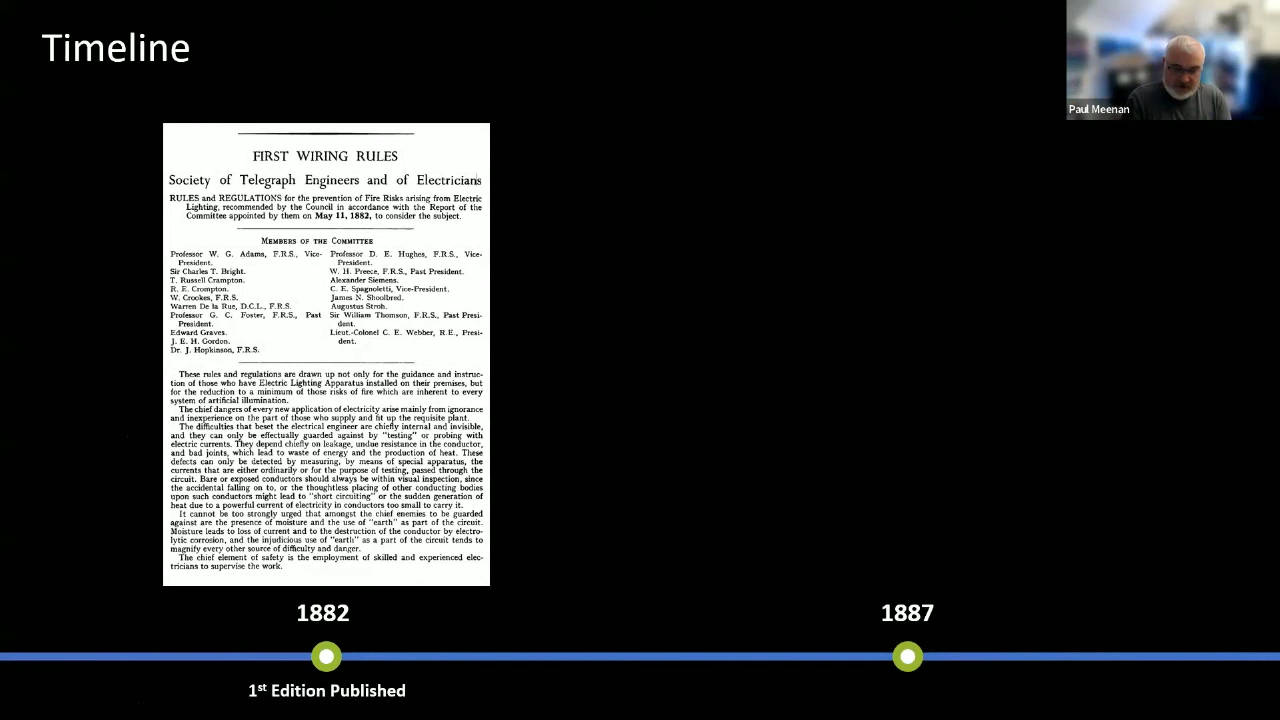 Timeline
Paul Meenan
FIRST WIRING RULES
Society of Telegraph Engineers and of Electricians
RULES and REGULATIONS for the prevention of Fire Risks arising from Electric
Lighting, recommended by the Council in accordance with the Report of the
Committee appointed by them on May 11, 1882, to consider the subject.
MEMBERS OF THE COMMITTEE
Professor W. G. Adams, F.R.S., Vice-
President.
Sir Charles T. Bright.
T. Russell Crampton.
R. E. Crompton.
W. Crookes, F.R.S.
Warren De la Rue, D.C.L., F.R.S.
Professor G. C. Foster, F.R.S., Past
President.
Edward Graves.
J. E. H. Gordon.
Dr. J. Hopkinson, F.R.S.
Professor D. E. Hughes, F.R.S., Vice-
President.
W. H. Preece, F.R.S., Past President.
Alexander Siemens.
C. E. Spagnoletti, Vice-President.
James N. Shoolbred.
Augustus Stroh.
Sir William Thomson, F.R.S., Past Presi-
dent.
Lieut.-Colonel C. E. Webber, R.E., Presi-
dent.
These rules and regulations are drawn up not only for the guidance and instruc-
tion of those who have Electric Lighting Apparatus installed on their premises, but
for the reduction to a minimum of those risks of fire which are inherent to every
system of artificial illumination.
The chief dangers of every new application of electricity arise mainly from ignorance
and inexperience on the part of those who supply and fit up the requisite plant.
The difficulties that beset the electrical engineer are chiefly internal and invisible,
and they can only be effectually guarded against by "testing" or probing with
electric currents. They depend chiefly on leakage, undue resistance in the conductor,
and bad joints, which lead to waste of energy and the production of heat. These
defects can only be detected by measuring, by means of special apparatus, the
currents that are either ordinarily or for the purpose of testing, passed through the
circuit. Bare or exposed conductors should always be within visual inspection, since
the accidental falling on to, or the thoughtless placing of other conducting bodies
upon such conductors might lead to "short circuiting" or the sudden generation of
heat due to a powerful current of electricity in conductors too small to carry it.
It cannot be too strongly urged that amongst the chief enemies to be guarded
against are the presence of moisture and the use of "earth" as part of the circuit.
Moisture leads to loss of current and to the destruction of the conductor by electro-
lytic corrosion, and the injudicious use of "earth" as a part of the circuit tends to
magnify every other source of difficulty and danger.
The chief element of safety is the employment of skilled and experienced elec-
tricians to supervise the work.
1882
1887
1st Edition Published